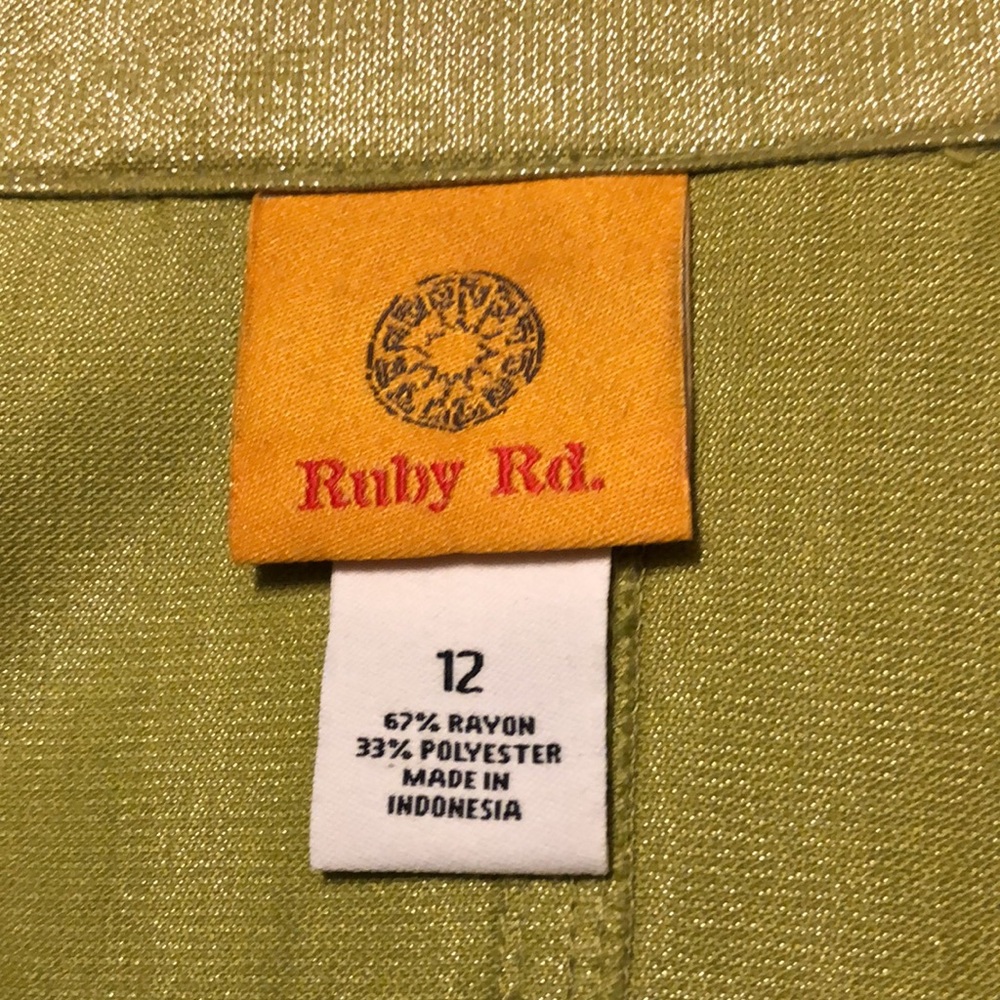 Ruby Rd.
12
67% RAYON
33% POLYESTER
MADE IN
INDONESIA